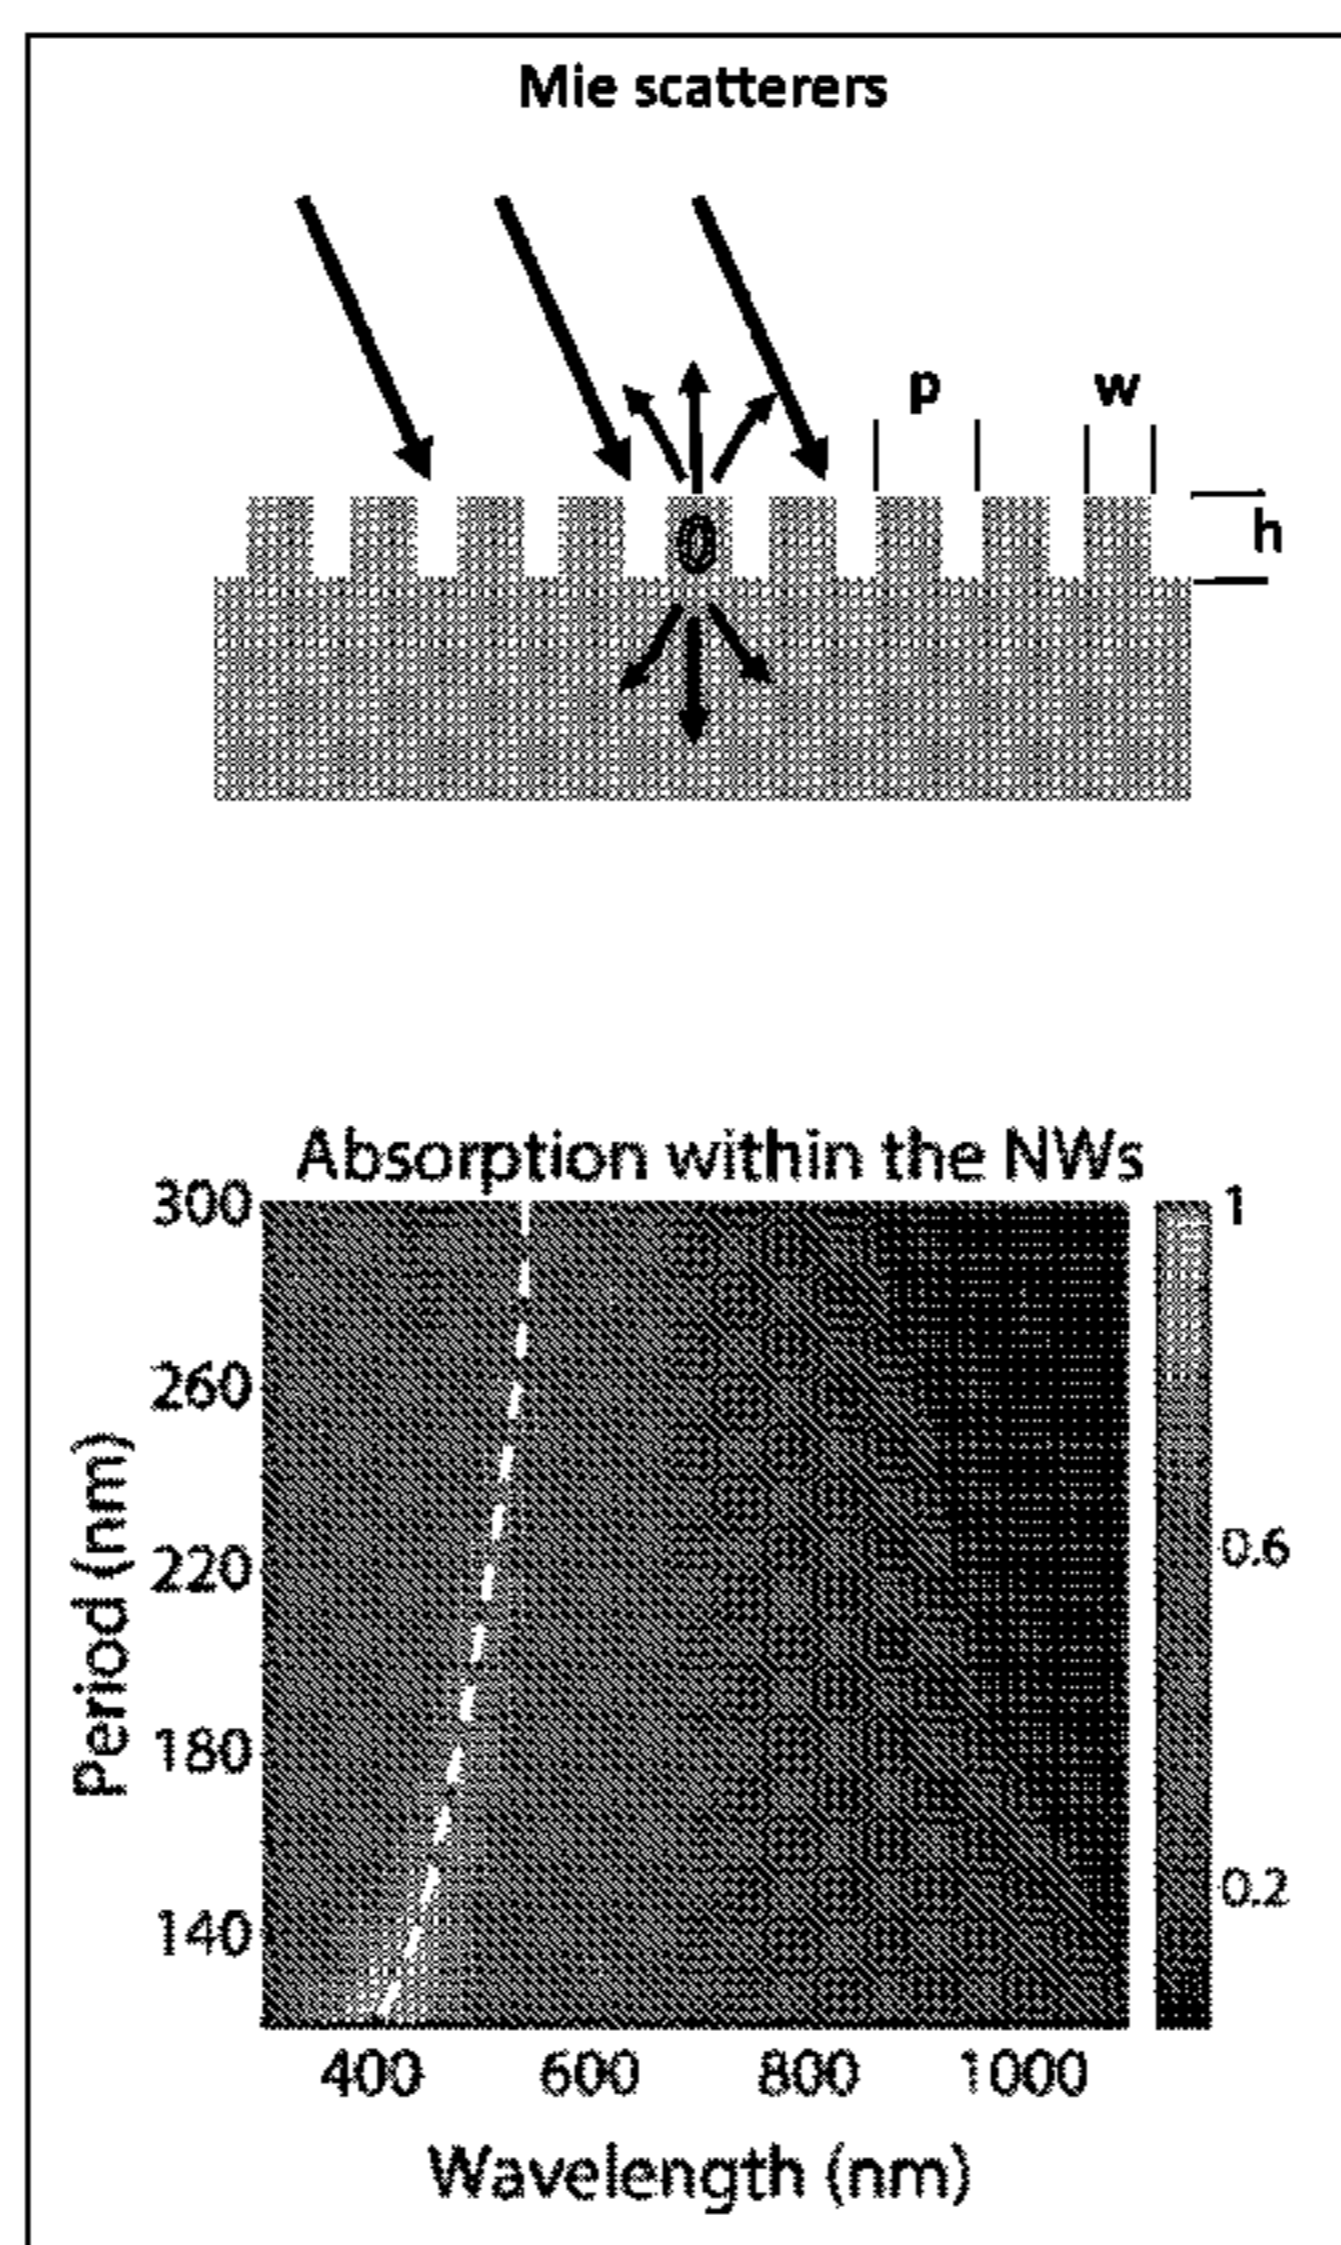 Mie scatterers
p
w
h
Absorption within the NWs
300
260
220
180
140
Period (nm)
1
0.6
0.2
400 600 800 1000
Wavelength (nm)